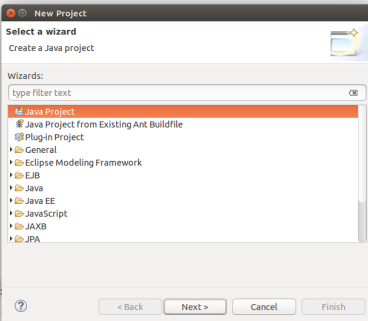 New Project
Select a wizard
Create a Java project
Wizards:
type filter text
Java Project
Java Project from Existing Ant Buildfile
Plug-in Project
General
Eclipse Modeling Framework
EJB
Java
Java EE
JavaScript
JAXB
JPA
?
< Back Next > Cancel Finish